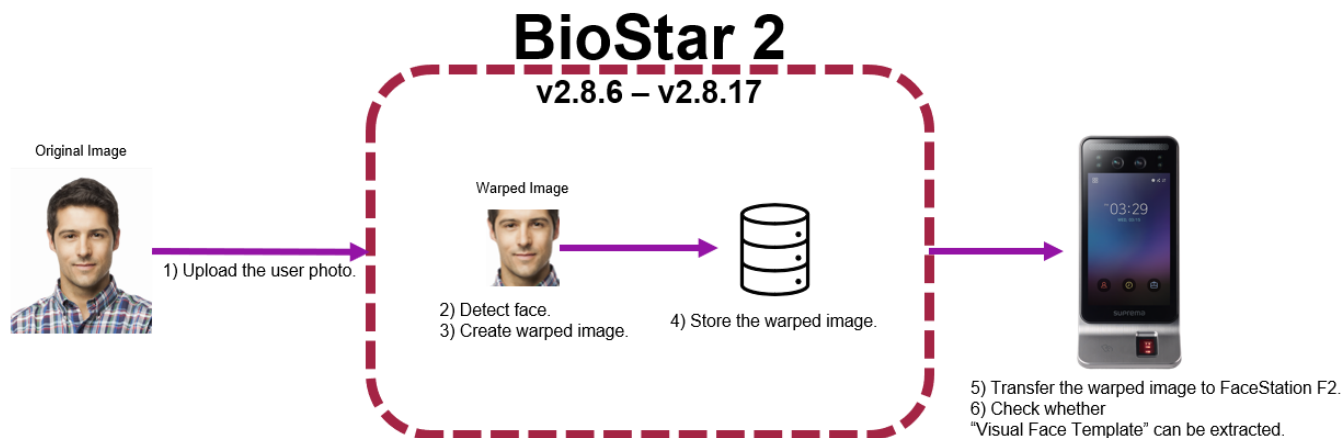 BioStar 2
v2.8.6 – v2.8.17
Original Image
1) Upload the user photo.
Warped Image
2) Detect face.
3) Create warped image.
4) Store the warped image.
03:29
suprema
5) Transfer the warped image to FaceStation F2.
6) Check whether
“Visual Face Template” can be extracted.